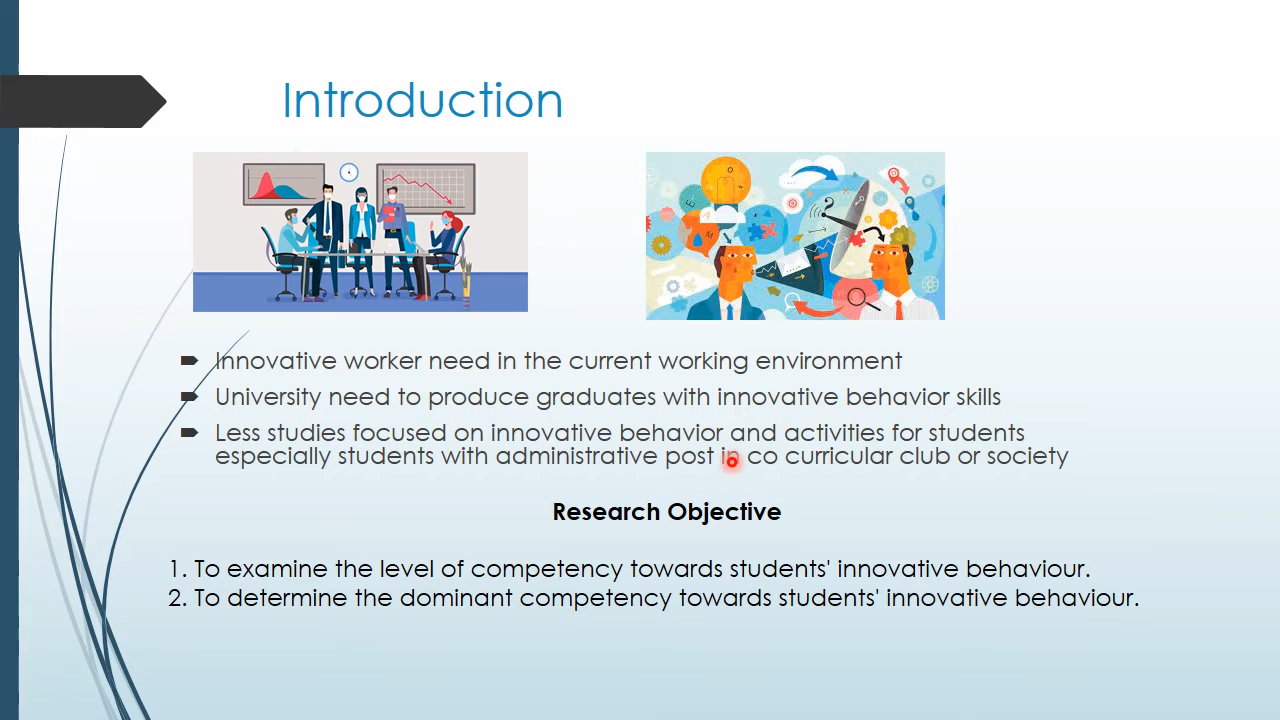 Introduction
Innovative worker need in the current working environment
University need to produce graduates with innovative behavior skills
Less studies focused on innovative behavior and activities for students
especially students with administrative post in co curricular club or society
Research Objective
1. To examine the level of competency towards students' innovative behaviour.
2. To determine the dominant competency towards students' innovative behaviour.